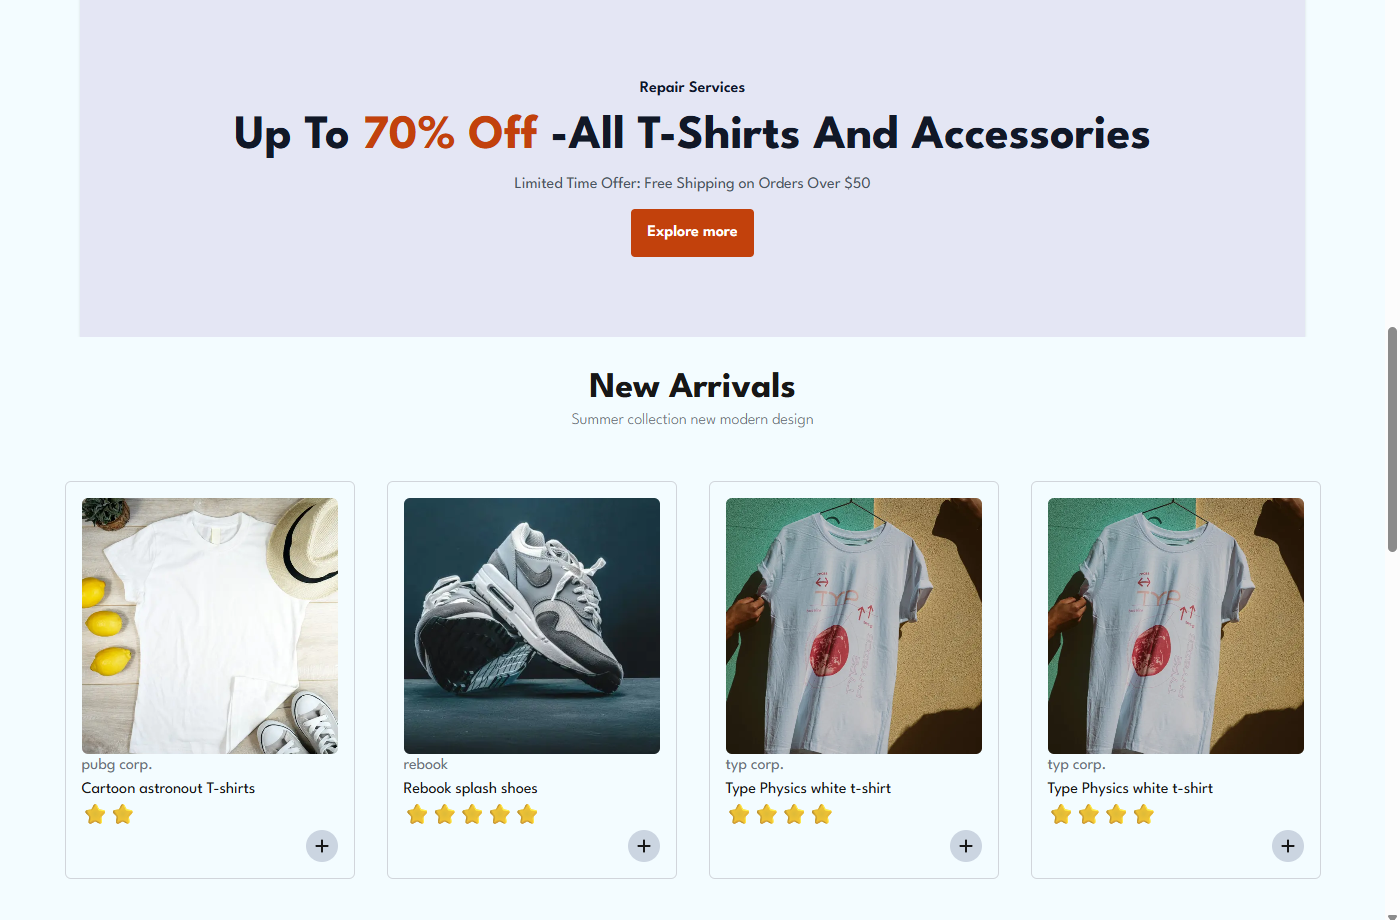 Repair Services
Up To 70% Off -All T-Shirts And Accessories
Limited Time Offer: Free Shipping on Orders Over $50
Explore more
New Arrivals
Summer collection new modern design
TYP
TYP
pubg corp.
rebook
typ corp.
typ corp.
Cartoon astronout T-shirts
Rebook splash shoes
Type Physics white t-shirt
Type Physics white t-shirt